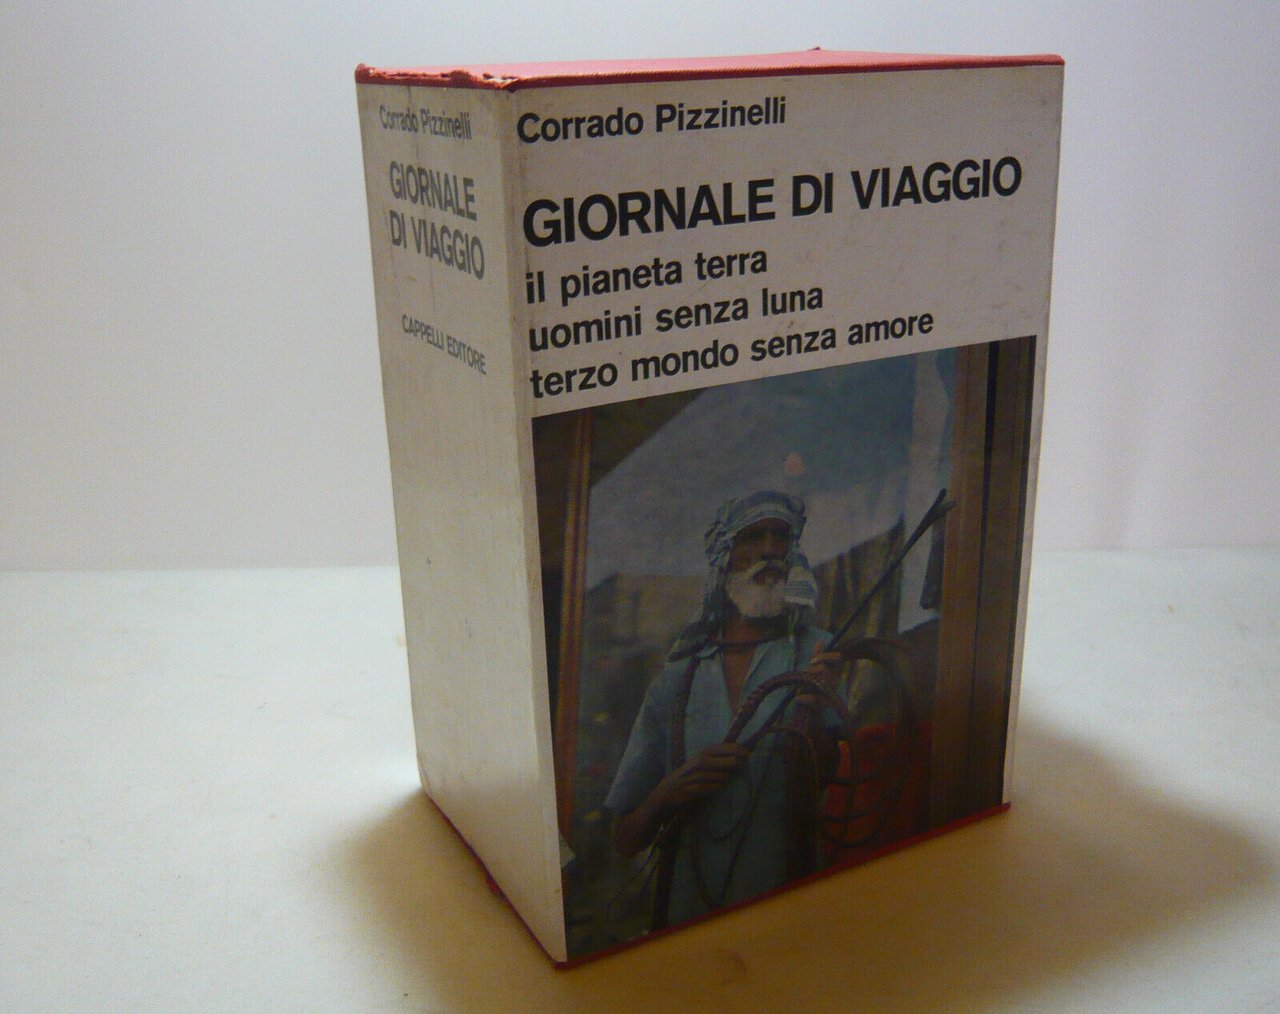 Corrado Pizzinelli
GIORNALE
DI VIAGGIO
CAPPELLI EDITORE
Corrado Pizzinelli
GIORNALE DI VIAGGIO
il pianeta terra
uomini senza luna
terzo mondo senza amore